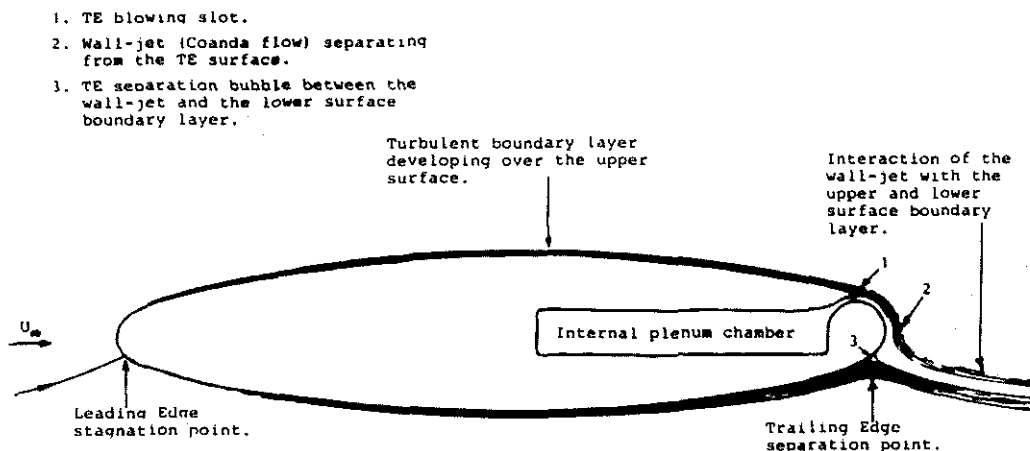 1. TE blowing slot.
2. Wall-jet (Coanda flow) separating
from the TE surface.
3. TE separation bubble between the
wall-jet and the lower surface
boundary layer.
Turbulent boundary layer
developing over the upper
surface.
Interaction of the
wall-jet with the
upper and lower
surface boundary
layer.
1
2
U∞
Internal plenum chamber
3
Leading Edge
stagnation point.
Trailing Edge
separation point.